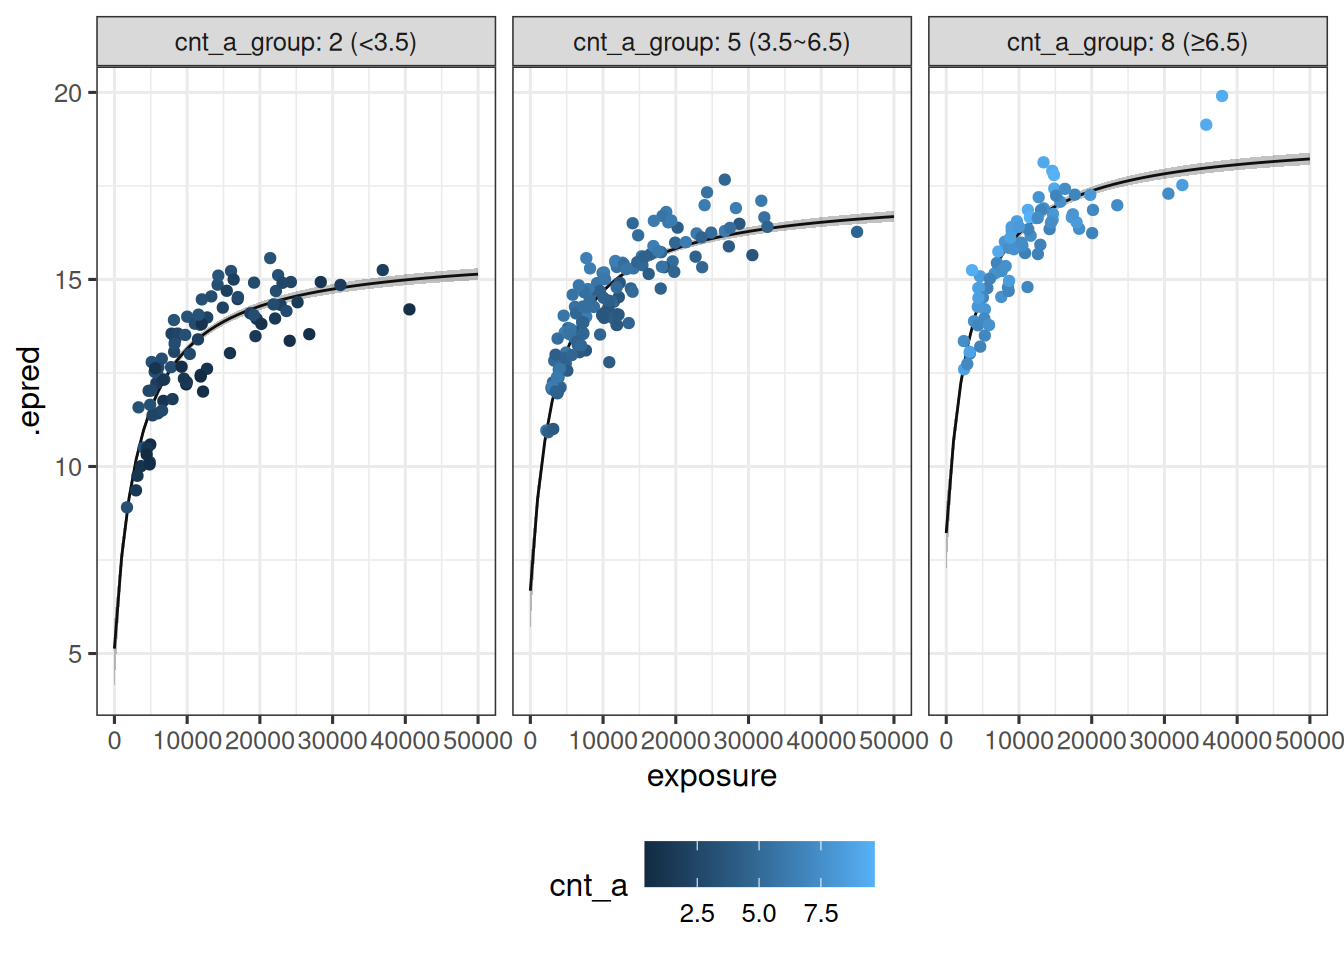 cnt_a_group: 2 (<3.5)
cnt_a_group: 5 (3.5~6.5)
cnt_a_group: 8 (≥6.5)
20
15
10
5
.epred
0 10000 20000 30000 40000 50000
0 10000 20000 30000 40000 50000
0 10000 20000 30000 40000 50000
exposure
cnt_a
2.5 5.0 7.5